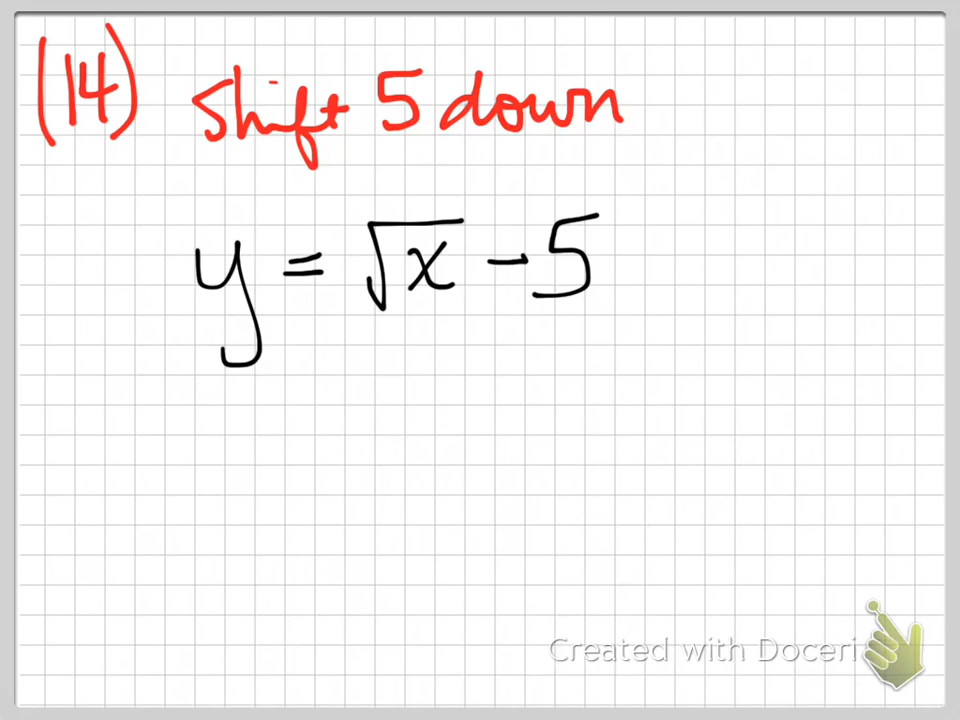 (14) Shift 5 down
y = √x - 5
Created with Doceri